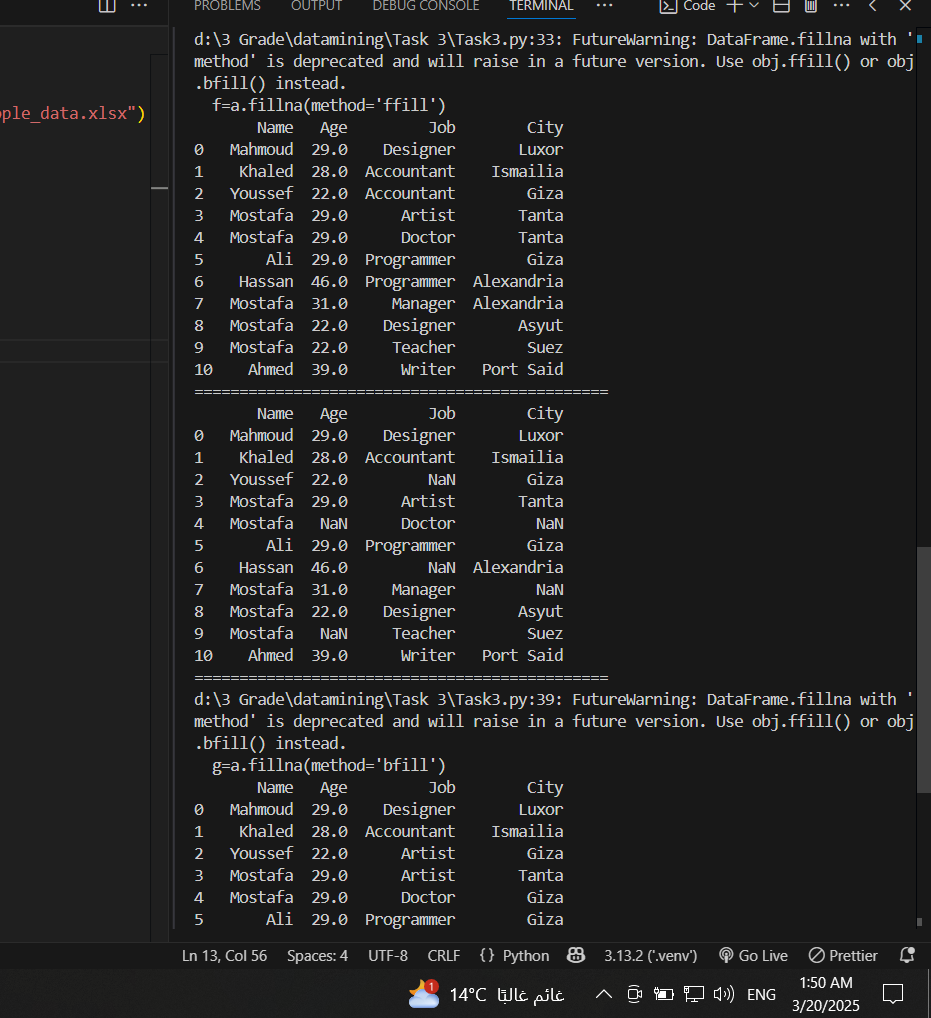 PROBLEMS OUTPUT DEBUG CONSOLE TERMINAL ··· Code
ple_data.xlsx")
d:\3 Grade\datamining\Task 3\Task3.py:33: FutureWarning: DataFrame.fillna with '
method' is deprecated and will raise in a future version. Use obj.ffill() or obj
.bfill() instead.
  f=a.fillna(method='ffill')
       Name   Age         Job        City
0   Mahmoud  29.0    Designer       Luxor
1    Khaled  28.0  Accountant    Ismailia
2   Youssef  22.0  Accountant        Giza
3   Mostafa  29.0      Artist       Tanta
4   Mostafa  29.0      Doctor       Tanta
5       Ali  29.0  Programmer        Giza
6    Hassan  46.0  Programmer  Alexandria
7   Mostafa  31.0     Manager  Alexandria
8   Mostafa  22.0    Designer       Asyut
9   Mostafa  22.0     Teacher        Suez
10    Ahmed  39.0      Writer   Port Said
==============================================
       Name   Age         Job        City
0   Mahmoud  29.0    Designer       Luxor
1    Khaled  28.0  Accountant    Ismailia
2   Youssef  22.0         NaN        Giza
3   Mostafa  29.0      Artist       Tanta
4   Mostafa   NaN      Doctor         NaN
5       Ali  29.0  Programmer        Giza
6    Hassan  46.0         NaN  Alexandria
7   Mostafa  31.0     Manager         NaN
8   Mostafa  22.0    Designer       Asyut
9   Mostafa   NaN     Teacher        Suez
10    Ahmed  39.0      Writer   Port Said
==============================================
d:\3 Grade\datamining\Task 3\Task3.py:39: FutureWarning: DataFrame.fillna with '
method' is deprecated and will raise in a future version. Use obj.ffill() or obj
.bfill() instead.
  g=a.fillna(method='bfill')
       Name   Age         Job        City
0   Mahmoud  29.0    Designer       Luxor
1    Khaled  28.0  Accountant    Ismailia
2   Youssef  22.0      Artist        Giza
3   Mostafa  29.0      Artist       Tanta
4   Mostafa  29.0      Doctor        Giza
5       Ali  29.0  Programmer        Giza
Ln 13, Col 56 Spaces: 4 UTF-8 CRLF {} Python 3.13.2 ('.venv') Go Live Prettier
1 14°C غائم غالبًا ENG 1:50 AM
3/20/2025